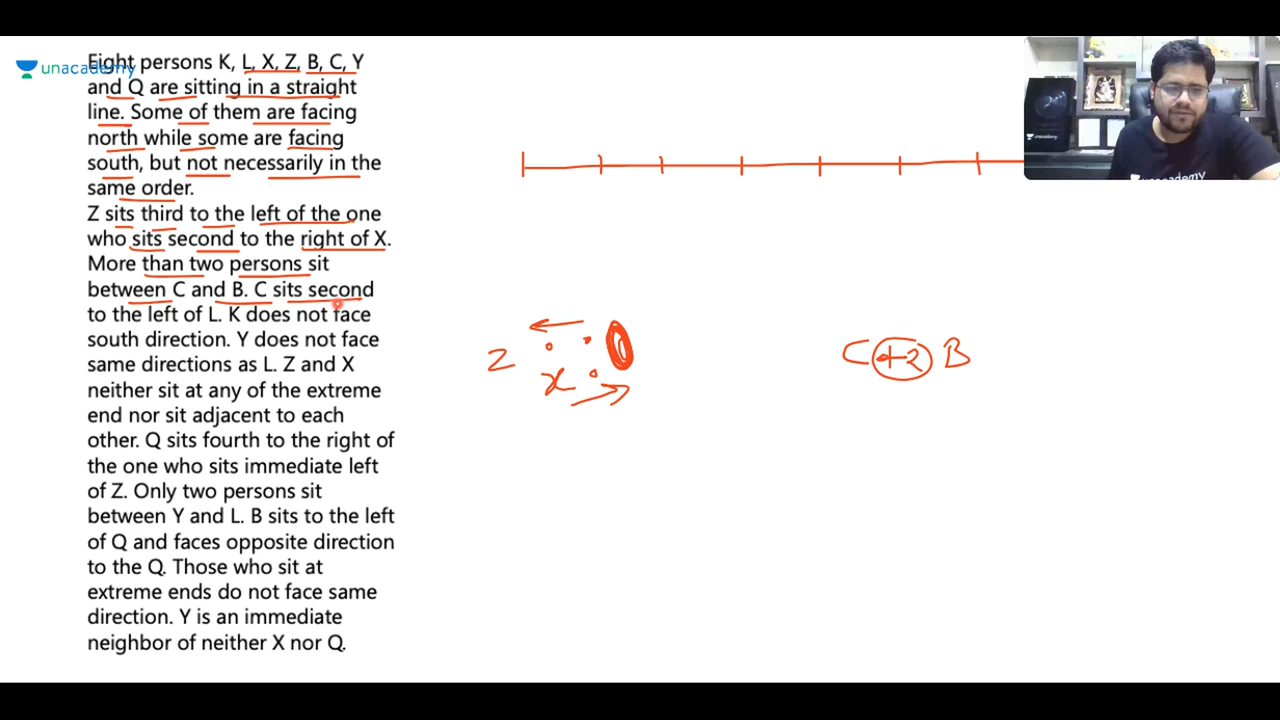 Eight persons K, L, X, Z, B, C, Y
unacademy
and Q are sitting in a straight
line. Some of them are facing
north while some are facing
south, but not necessarily in the
same order.
Z sits third to the left of the one
who sits second to the right of X.
More than two persons sit
between C and B. C sits second
to the left of L. K does not face
south direction. Y does not face
same directions as L. Z and X
neither sit at any of the extreme
end nor sit adjacent to each
other. Q sits fourth to the right of
the one who sits immediate left
of Z. Only two persons sit
between Y and L. B sits to the left
of Q and faces opposite direction
to the Q. Those who sit at
extreme ends do not face same
direction. Y is an immediate
neighbor of neither X nor Q.
Z
X
C +2 B
unacademy
unacademy